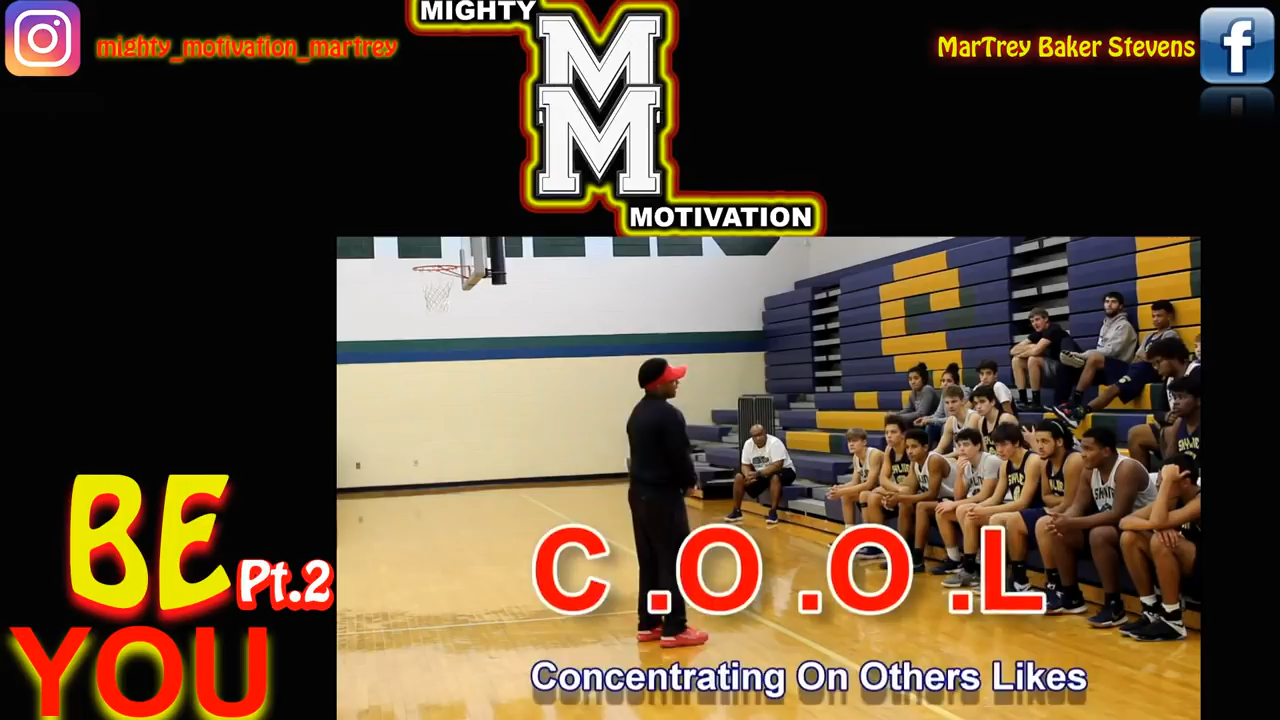 MIGHTY
mighty_motivation_martrey
MarTrey Baker Stevens
f
MM
MOTIVATION
BE
Pt.2
YOU
C .O .O .L
Concentrating On Others Likes